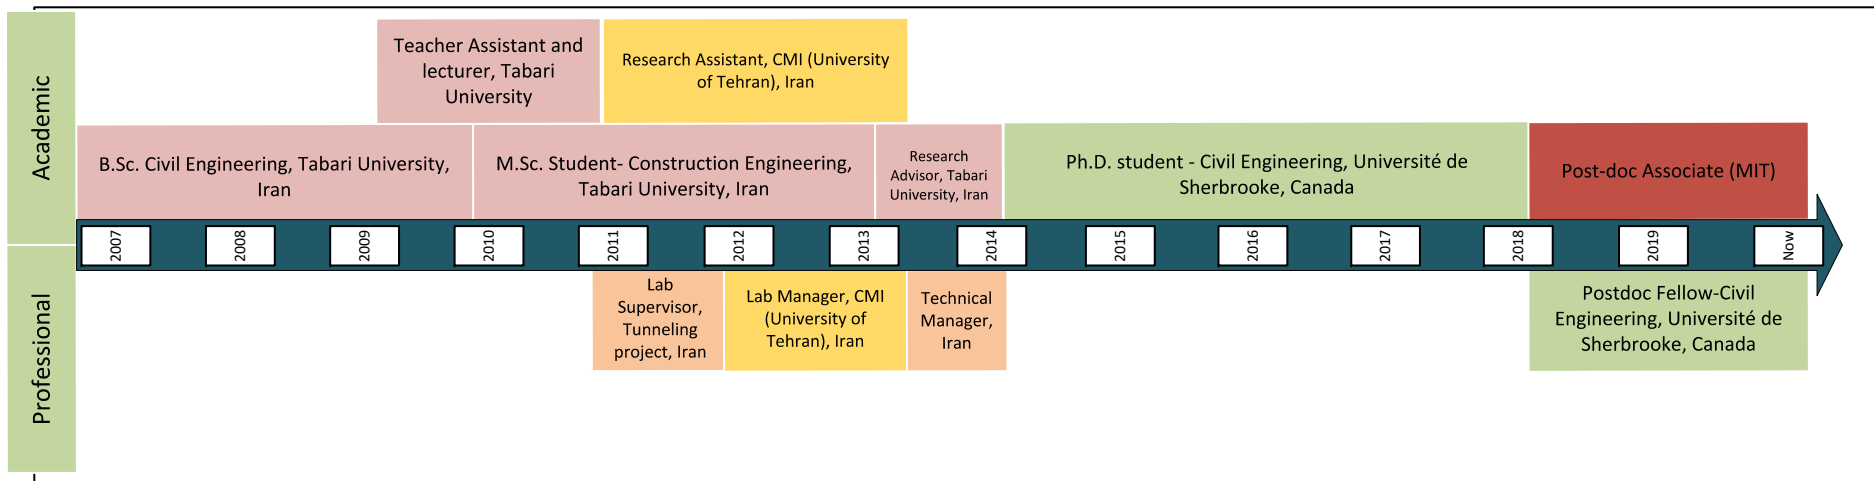 Academic
Teacher Assistant and
lecturer, Tabari
University
Research Assistant, CMI (University
of Tehran), Iran
B.Sc. Civil Engineering, Tabari University,
Iran
M.Sc. Student- Construction Engineering,
Tabari University, Iran
Research
Advisor, Tabari
University, Iran
Ph.D. student - Civil Engineering, Université de
Sherbrooke, Canada
Post-doc Associate (MIT)
2007
2008
2009
2010
2011
2012
2013
2014
2015
2016
2017
2018
2019
Now
Professional
Lab
Supervisor,
Tunneling
project, Iran
Lab Manager, CMI
(University of
Tehran), Iran
Technical
Manager,
Iran
Postdoc Fellow-Civil
Engineering, Université de
Sherbrooke, Canada